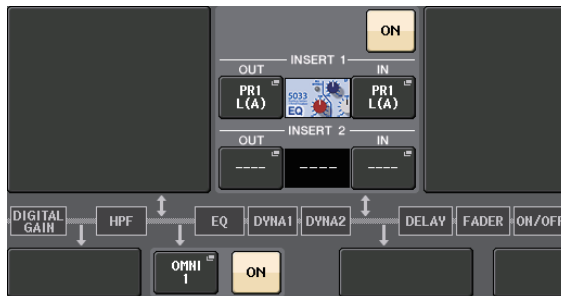 ON
INSERT 1
OUT IN
PR1
L(A)
5033
EQ
PR1
L(A)
INSERT 2
OUT IN
---- ---- ----
DIGITAL
GAIN
HPF EQ DYNA1 DYNA2 DELAY FADER ON/OFF
OMNI
1
ON